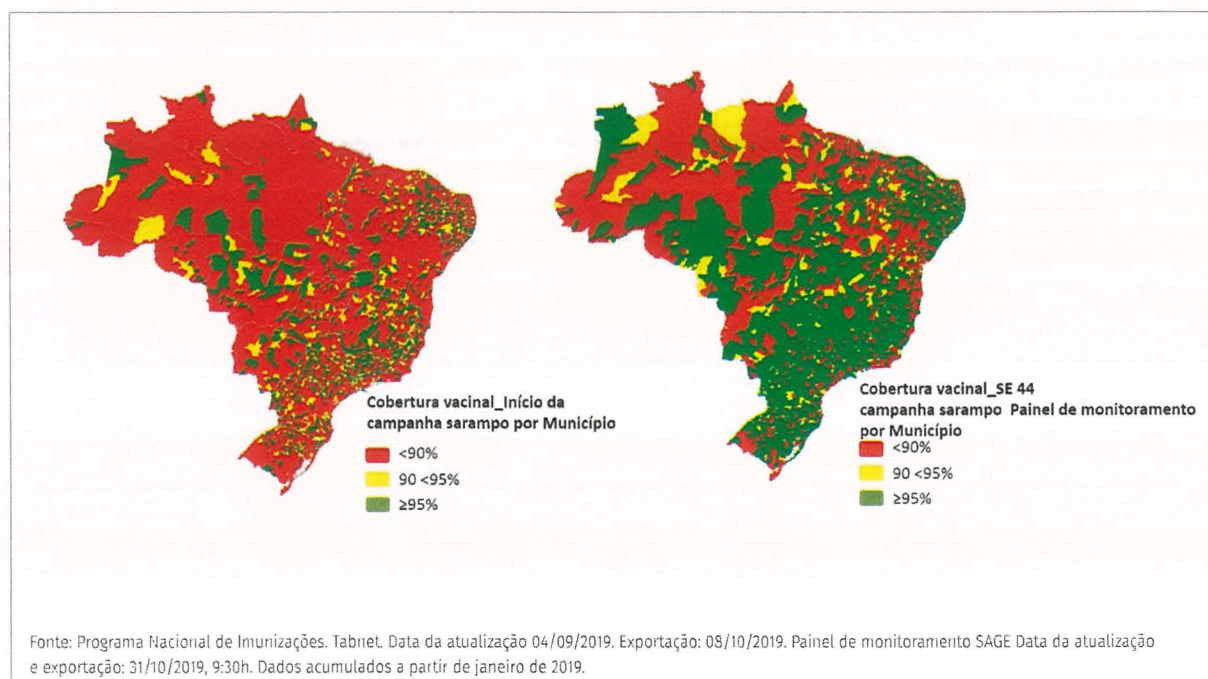 Cobertura vacinal_Início da
campanha sarampo por Município
<90%
90 <95%
≥95%
Cobertura vacinal_SE 44
campanha sarampo Painel de monitoramento
por Município
<90%
90 <95%
≥95%
Fonte: Programa Nacional de Imunizações. Tabnet. Data da atualização 04/09/2019. Exportação: 08/10/2019. Painel de monitoramento SAGE Data da atualização
e exportação: 31/10/2019, 9:30h. Dados acumulados a partir de janeiro de 2019.